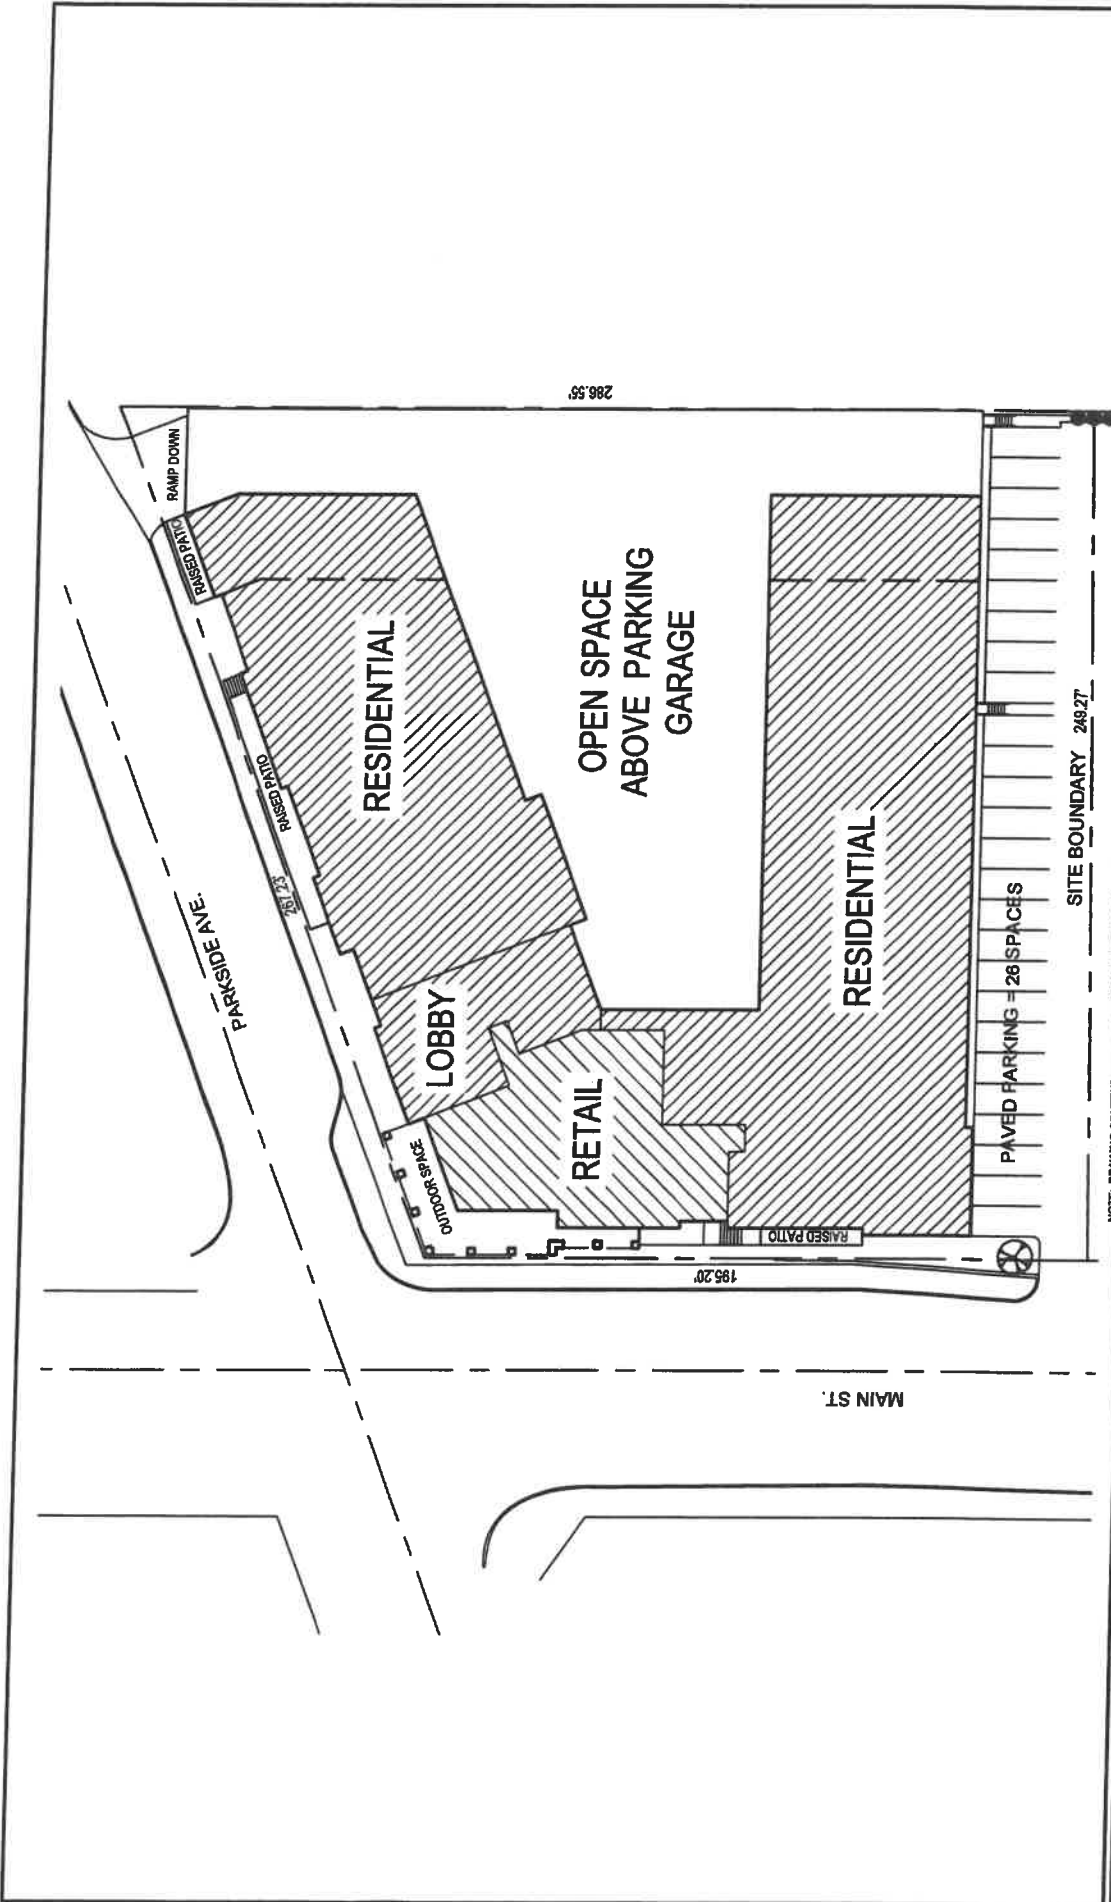 PARKSIDE AVE.
267.23
RAISED PATIO
RAISED PATIO
RAMP DOWN
286.55'
RESIDENTIAL
LOBBY
OUTDOOR SPACE
RETAIL
OPEN SPACE
ABOVE PARKING
GARAGE
RESIDENTIAL
RAISED PATIO
195.20'
MAIN ST.
PAVED PARKING = 26 SPACES
SITE BOUNDARY 249.27'